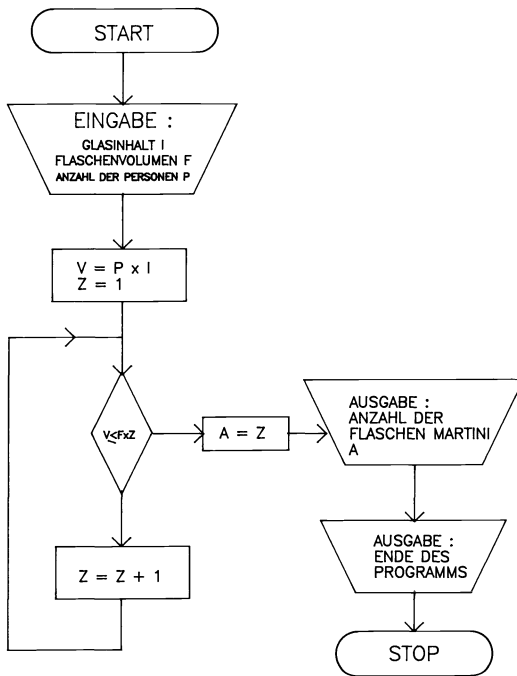 START
EINGABE :
GLASINHALT I
FLASCHENVOLUMEN F
ANZAHL DER PERSONEN P
V = P x I
Z = 1
V≤FxZ
A = Z
AUSGABE :
ANZAHL DER
FLASCHEN MARTINI
A
Z = Z + 1
AUSGABE :
ENDE DES
PROGRAMMS
STOP